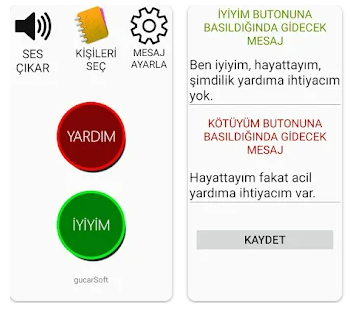 SES
ÇIKAR
KİŞİLERİ
SEÇ
MESAJ
AYARLA
YARDIM
İYİYİM
gucarSoft
İYİYİM BUTONUNA
BASILDIĞINDA GİDECEK
MESAJ
Ben iyiyim, hayattayım,
şimdilik yardıma ihtiyacım
yok.
KÖTÜYÜM BUTONUNA
BASILDIĞINDA GİDECEK
MESAJ
Hayattayım fakat acil
yardıma ihtiyacım var.
KAYDET